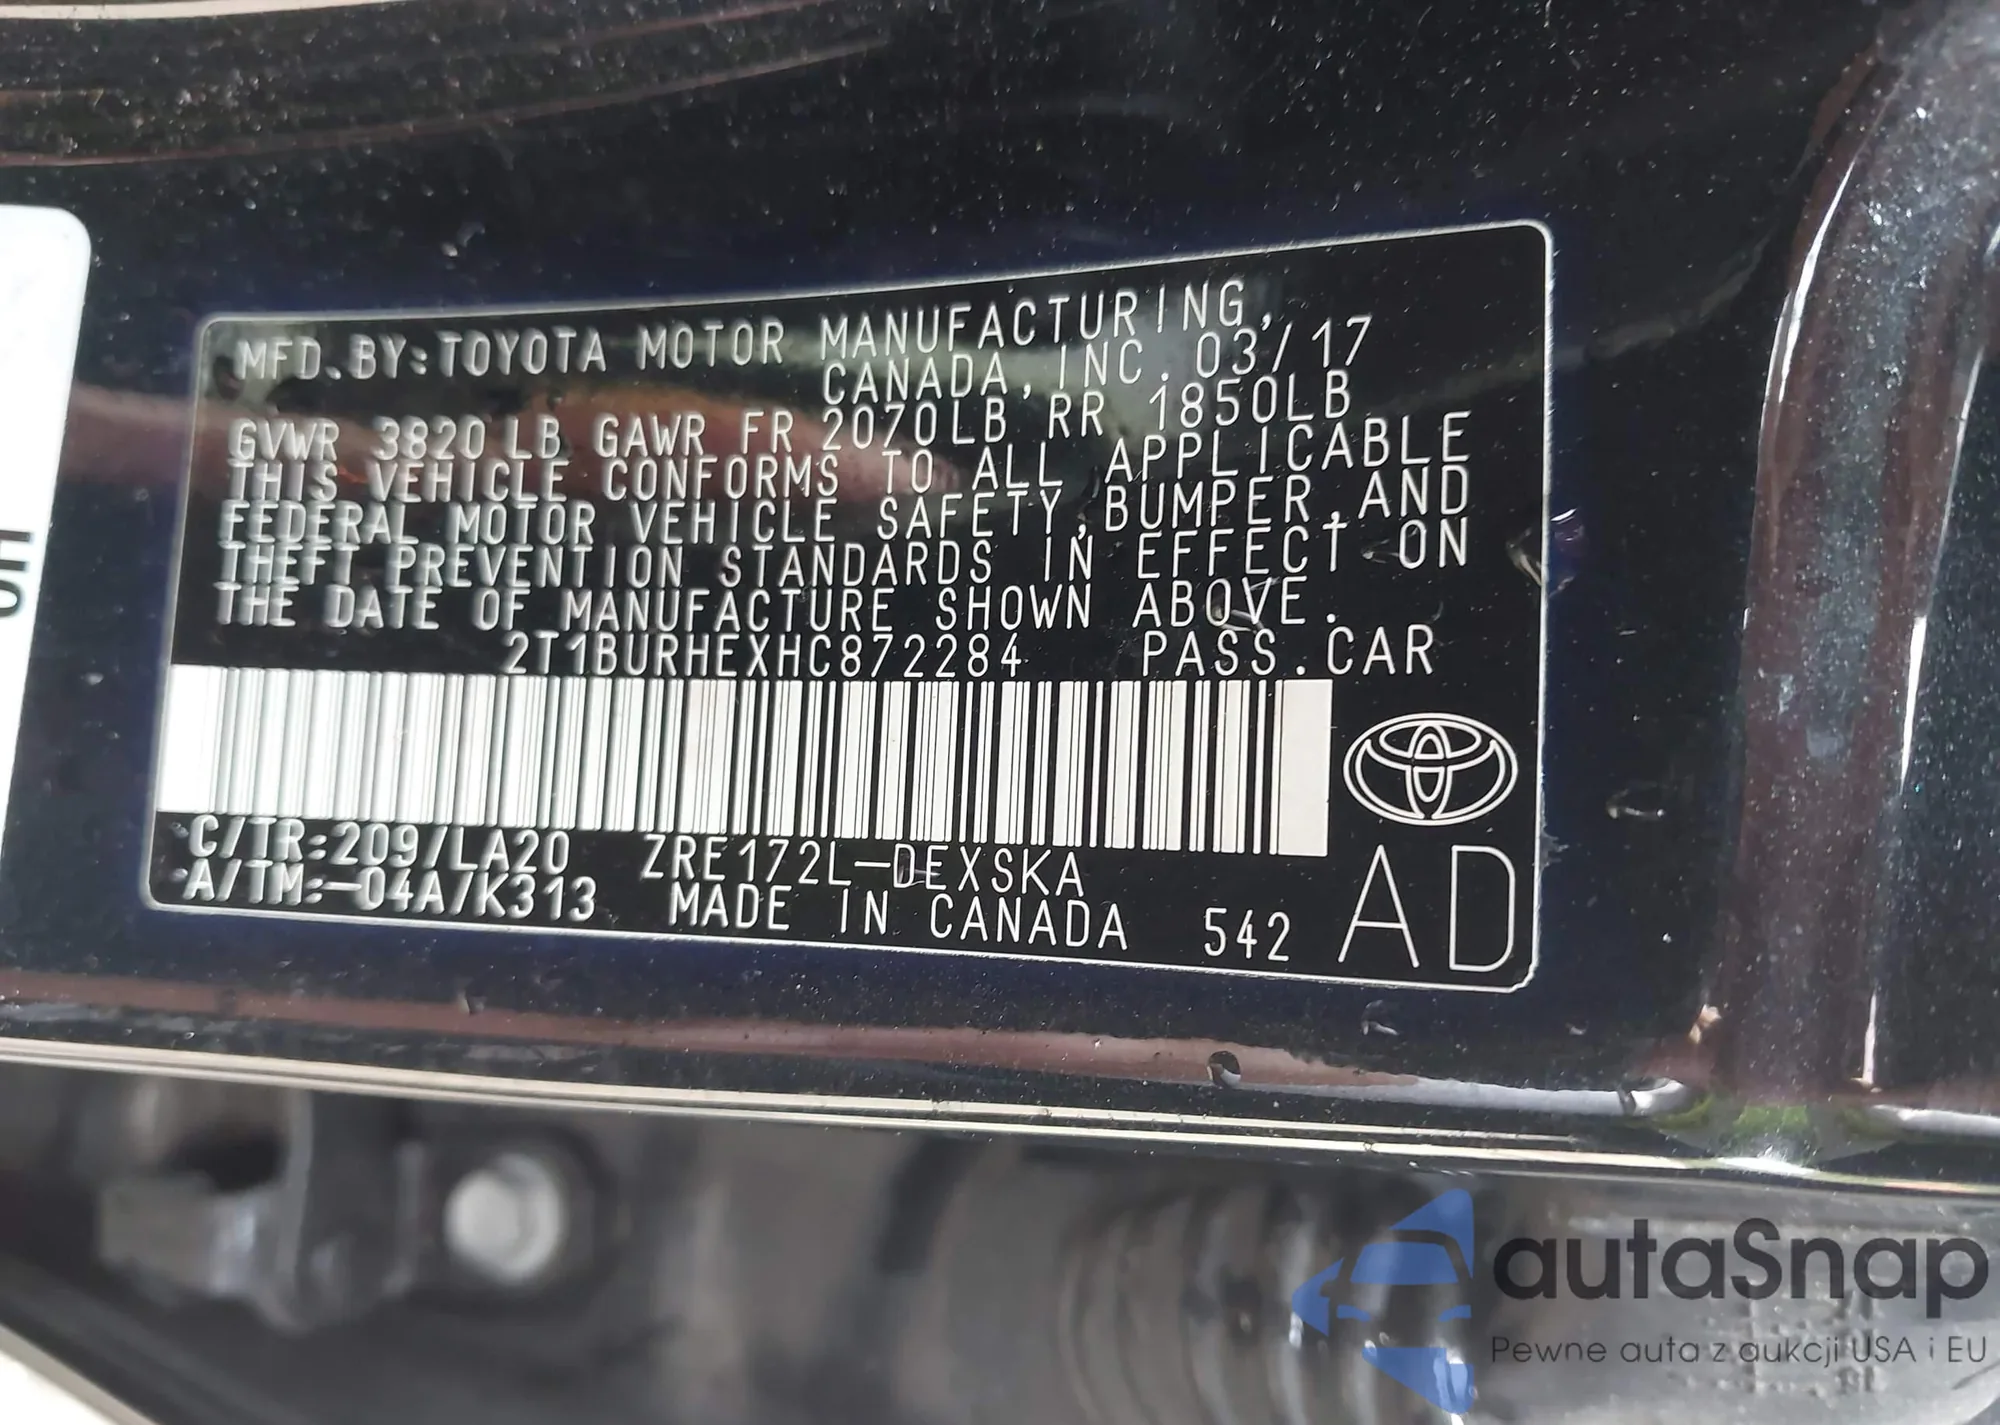 MFD.BY:TOYOTA MOTOR MANUFACTURING,
CANADA,INC. 03/17
GVWR 3820LB GAWR FR 2070LB RR 1850LB
THIS VEHICLE CONFORMS TO ALL APPLICABLE
FEDERAL MOTOR VEHICLE SAFETY,BUMPER,AND
THEFT PREVENTION STANDARDS IN EFFECT ON
THE DATE OF MANUFACTURE SHOWN ABOVE.
2T1BURHEXHC872284 PASS.CAR
C/TR:209/LA20 ZRE172L-DEXSKA
A/TM:-04A/K313 MADE IN CANADA 542 AD
autaSnap
Pewne auta z aukcji USA i EU